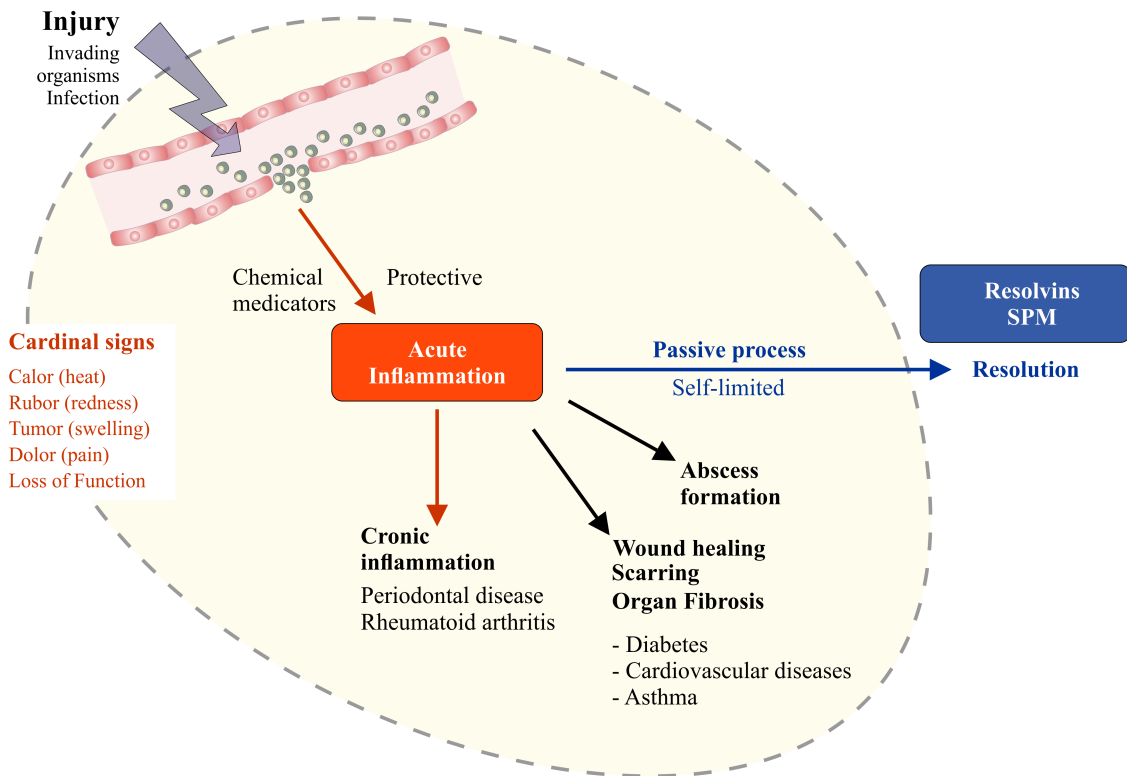 Injury
Invading
organisms
Infection
Chemical
medicators
Protective
Cardinal signs
Calor (heat)
Rubor (redness)
Tumor (swelling)
Dolor (pain)
Loss of Function
Acute
Inflammation
Passive process
Self-limited
Resolvins
SPM
Resolution
Abscess
formation
Cronic
inflammation
Periodontal disease
Rheumatoid arthritis
Wound healing
Scarring
Organ Fibrosis
- Diabetes
- Cardiovascular diseases
- Asthma